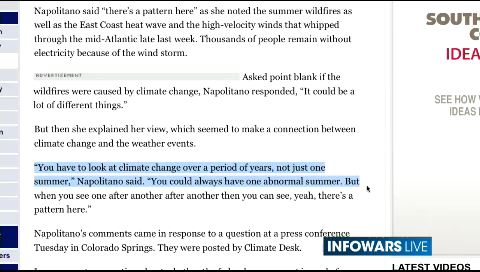 Napolitano said “there’s a pattern here” as she noted the summer wildfires as
well as the East Coast heat wave and the high-velocity winds that whipped
through the mid-Atlantic late last week. Thousands of people remain without
electricity because of the wind storm.
ADVERTISEMENT
Asked point blank if the
wildfires were caused by climate change, Napolitano responded, “It could be a
lot of different things.”
But then she explained her view, which seemed to make a connection between
climate change and the weather events.
“You have to look at climate change over a period of years, not just one
summer,” Napolitano said. “You could always have one abnormal summer. But
when you see one after another after another then you can see, yeah, there’s a
pattern here.”
Napolitano’s comments came in response to a question at a press conference
Tuesday in Colorado Springs. They were posted by Climate Desk.
INFOWARS LIVE
SOUTH
IDEA
SEE HOW
IDEAS
LATEST VIDEOS